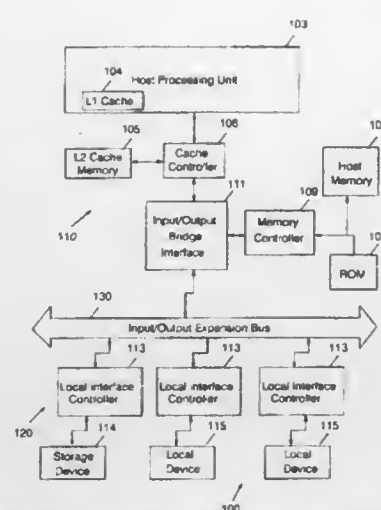 103
104
Host Processing Unit
L1 Cache
105
106
L2 Cache
Memory
Cache
Controller
10
Host
Memory
111
109
110
Input/Output
Bridge
Interface
Memory
Controller
10
ROM
130
Input/Output Expansion Bus
113
113
113
Local Interface
Controller
Local Interface
Controller
Local Interface
Controller
120
114
115
115
Storage
Device
Local
Device
Local
Device
100